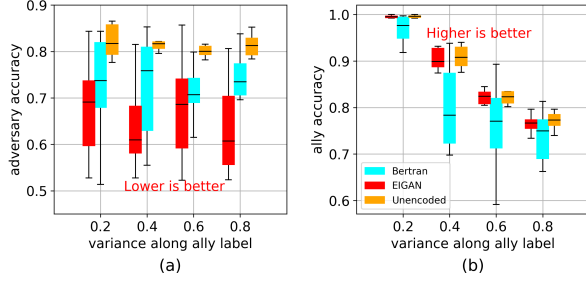 0.9
0.8
0.7
0.6
0.5
adversary accuracy
Lower is better
0.2 0.4 0.6 0.8
variance along ally label
(a)
1.0
0.9
0.8
0.7
0.6
ally accuracy
Higher is better
Bertran
EIGAN
Unencoded
0.2 0.4 0.6 0.8
variance along ally label
(b)